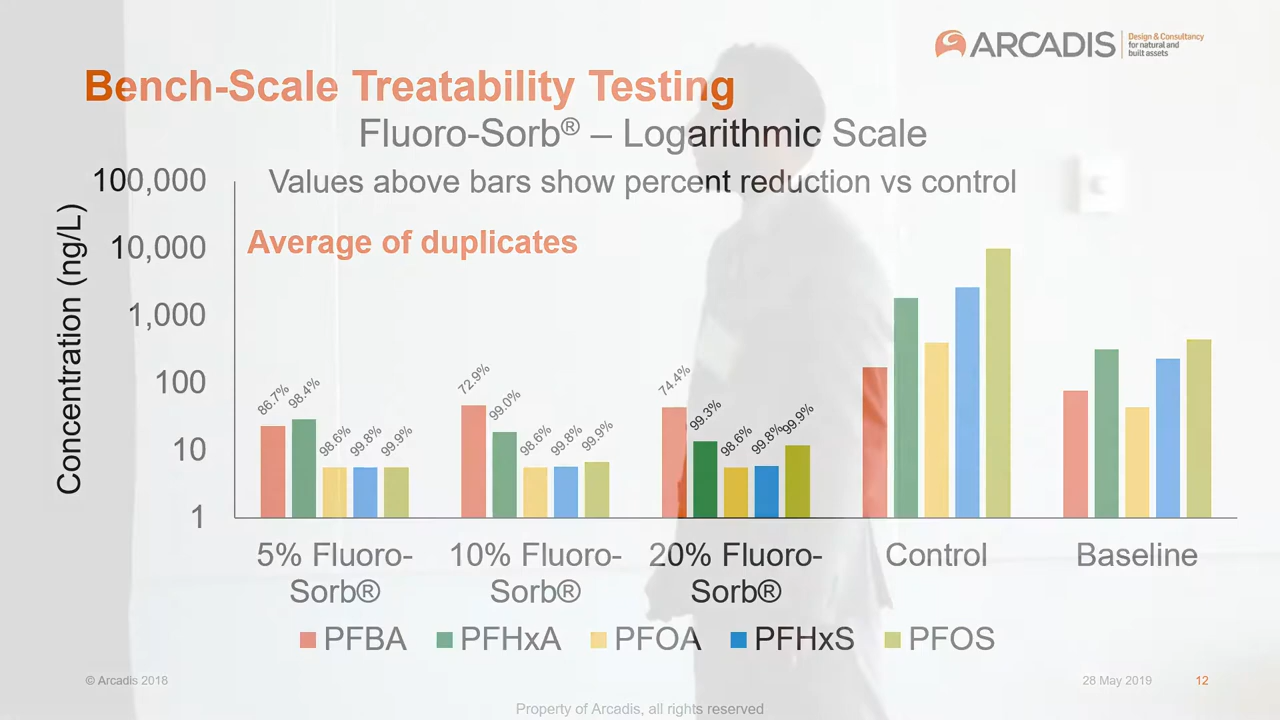 ARCADIS
Design & Consultancy
for natural and
built assets
Bench-Scale Treatability Testing
Fluoro-Sorb® – Logarithmic Scale
Values above bars show percent reduction vs control
Average of duplicates
Concentration (ng/L)
100,000
10,000
1,000
100
10
1
86.7%
98.4%
98.6%
99.8%
99.9%
72.9%
99.0%
98.6%
99.8%
99.9%
74.4%
99.3%
98.6%
99.8%
99.9%
5% Fluoro-
Sorb®
10% Fluoro-
Sorb®
20% Fluoro-
Sorb®
Control
Baseline
PFBA PFHxA PFOA PFHxS PFOS
© Arcadis 2018
28 May 2019
12
Property of Arcadis, all rights reserved